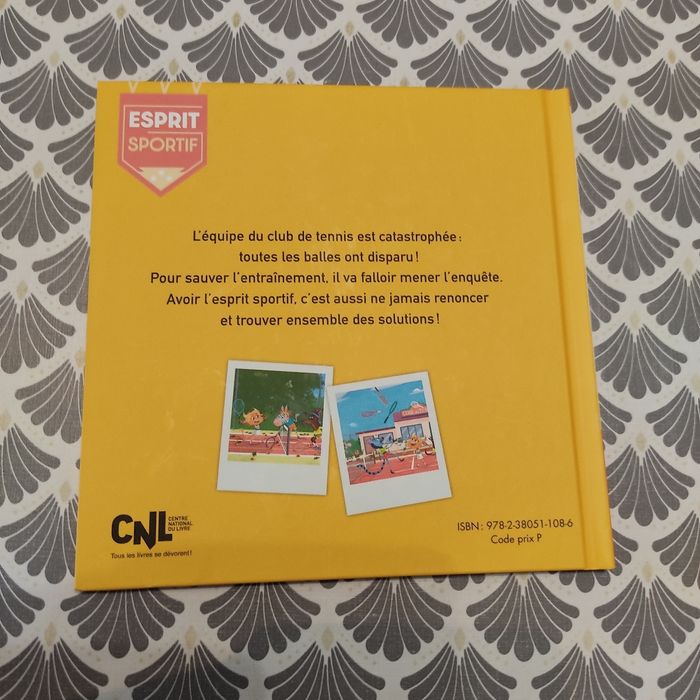 ESPRIT
SPORTIF
L'équipe du club de tennis est catastrophée :
toutes les balles ont disparu !
Pour sauver l'entraînement, il va falloir mener l'enquête.
Avoir l'esprit sportif, c'est aussi ne jamais renoncer
et trouver ensemble des solutions !
CNL
CENTRE
NATIONAL
DU LIVRE
Tous les livres se dévorent !
ISBN : 978-2-38051-108-6
Code prix P